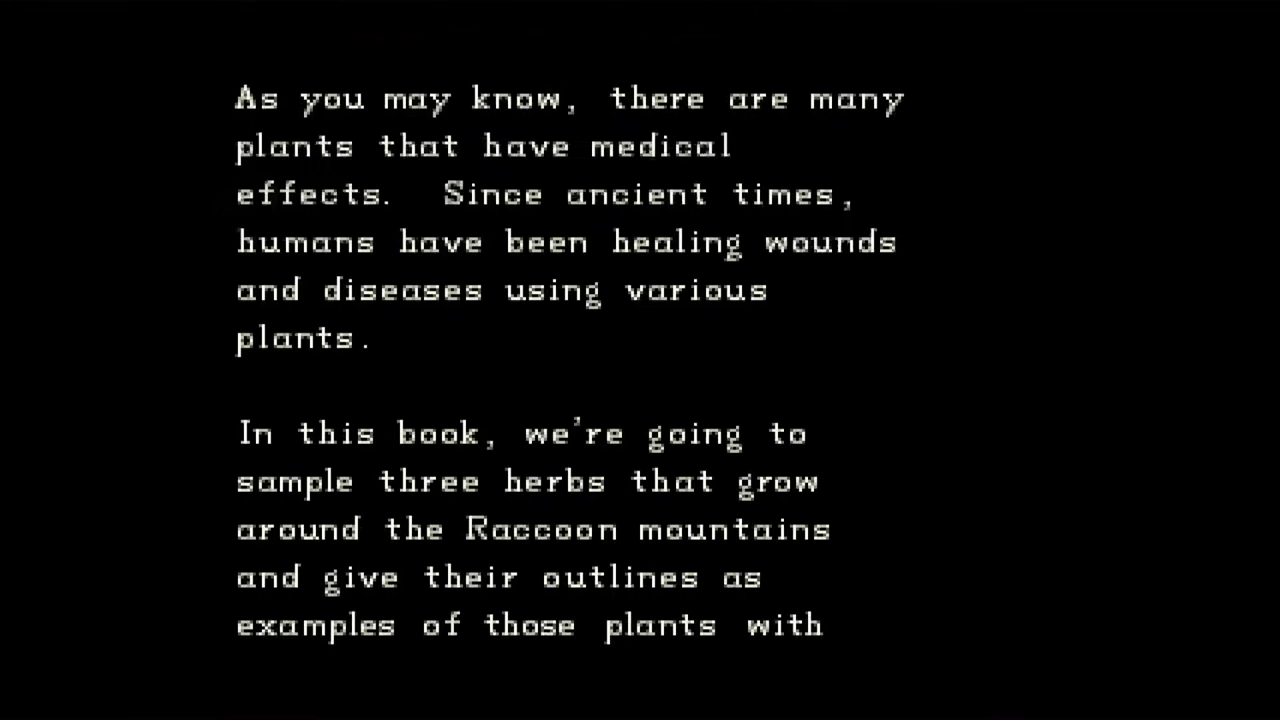 As you may know, there are many
plants that have medical
effects. Since ancient times,
humans have been healing wounds
and diseases using various
plants.
In this book, we're going to
sample three herbs that grow
around the Raccoon mountains
and give their outlines as
examples of those plants with